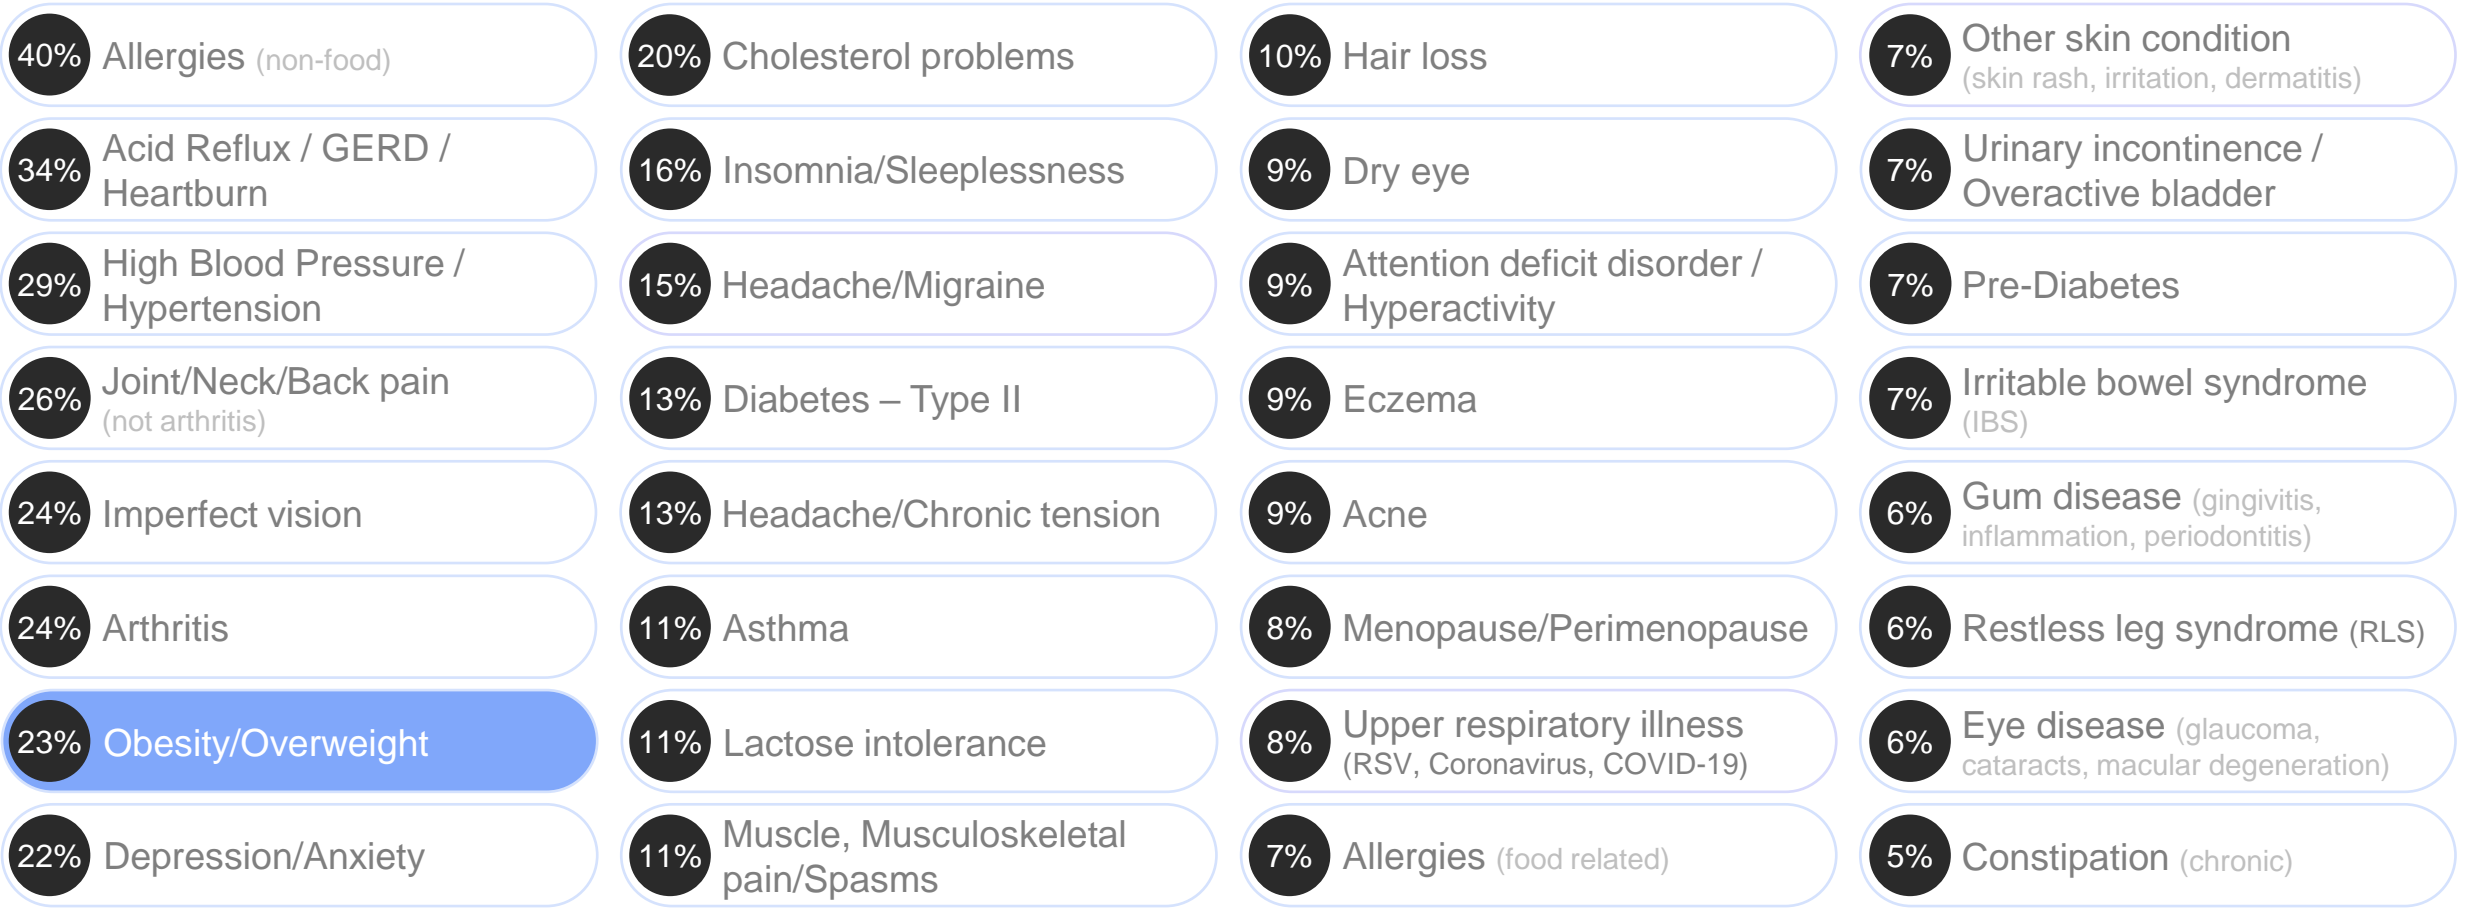 40% Allergies (non-food)
34% Acid Reflux / GERD /
Heartburn
29% High Blood Pressure /
Hypertension
26% Joint/Neck/Back pain
(not arthritis)
24% Imperfect vision
24% Arthritis
23% Obesity/Overweight
22% Depression/Anxiety
20% Cholesterol problems
16% Insomnia/Sleeplessness
15% Headache/Migraine
13% Diabetes – Type II
13% Headache/Chronic tension
11% Asthma
11% Lactose intolerance
11% Muscle, Musculoskeletal
pain/Spasms
10% Hair loss
9% Dry eye
9% Attention deficit disorder /
Hyperactivity
9% Eczema
9% Acne
8% Menopause/Perimenopause
8% Upper respiratory illness
(RSV, Coronavirus, COVID-19)
7% Allergies (food related)
7% Other skin condition
(skin rash, irritation, dermatitis)
7% Urinary incontinence /
Overactive bladder
7% Pre-Diabetes
7% Irritable bowel syndrome
(IBS)
6% Gum disease (gingivitis,
inflammation, periodontitis)
6% Restless leg syndrome (RLS)
6% Eye disease (glaucoma,
cataracts, macular degeneration)
5% Constipation (chronic)